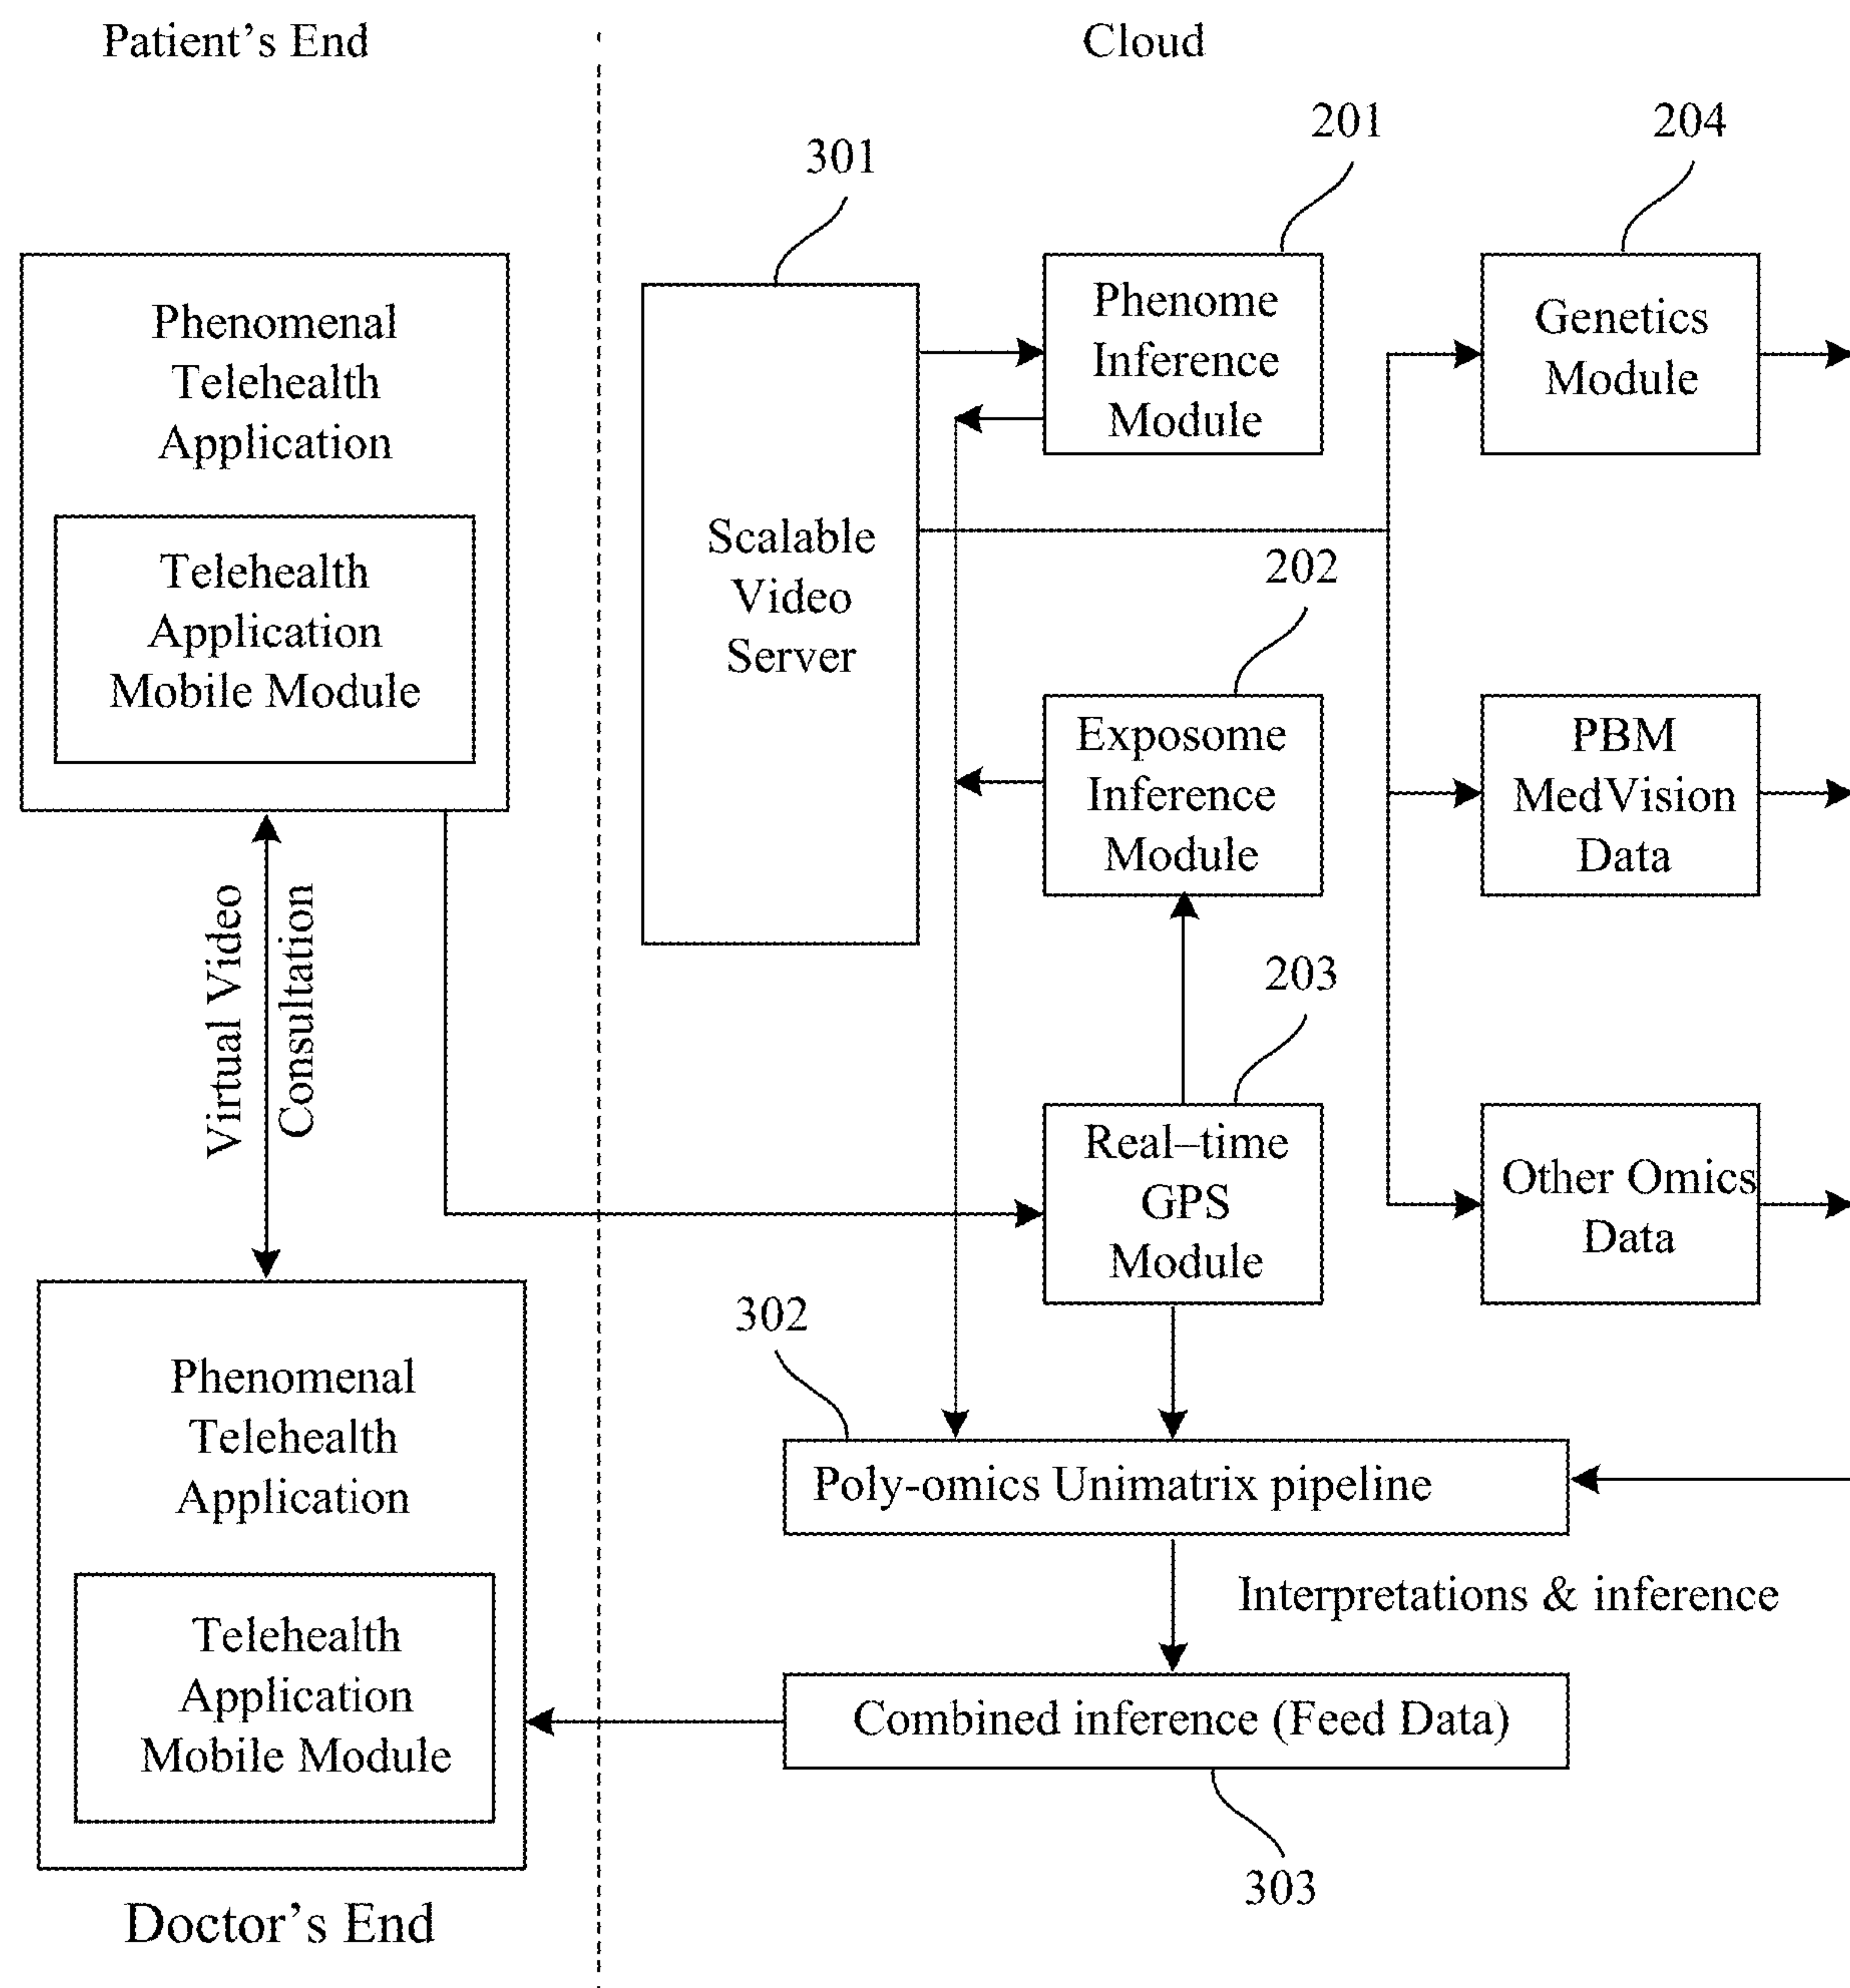 Patient’s End
Cloud
301
201
204
Phenomenal
Telehealth
Application
Telehealth
Application
Mobile Module
Scalable
Video
Server
Phenome
Inference
Module
Genetics
Module
202
Exposome
Inference
Module
PBM
MedVision
Data
Virtual Video
Consultation
203
Real–time
GPS
Module
Other Omics
Data
302
Poly-omics Unimatrix pipeline
Interpretations & inference
Combined inference (Feed Data)
303
Phenomenal
Telehealth
Application
Telehealth
Application
Mobile Module
Doctor’s End